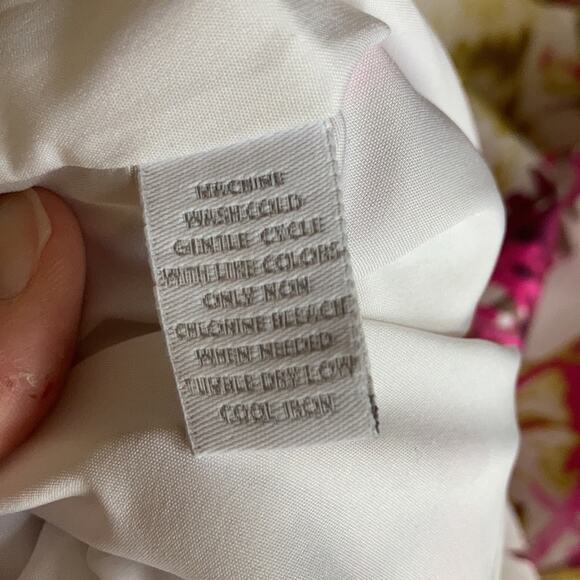 MACHINE
WASH COLD
GENTLE CYCLE
WITH LIKE COLORS
ONLY NON
CHLORINE BLEACH
WHEN NEEDED
TUMBLE DRY LOW
COOL IRON